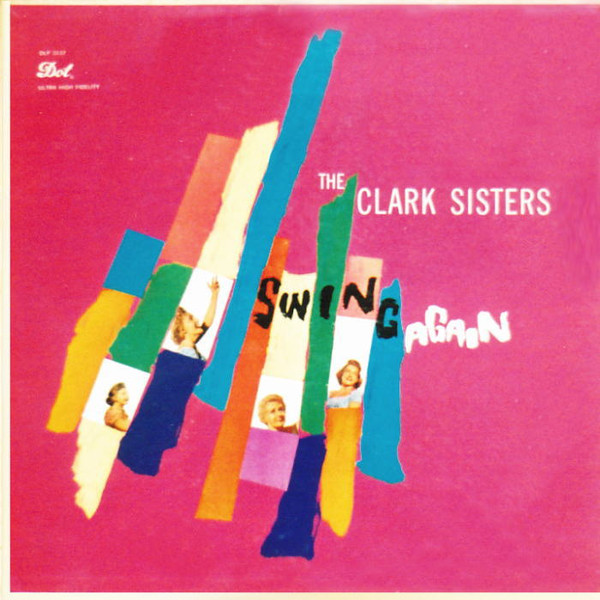 Dot
ULTRA HIGH FIDELITY
THE
CLARK SISTERS
SWING
AGAIN